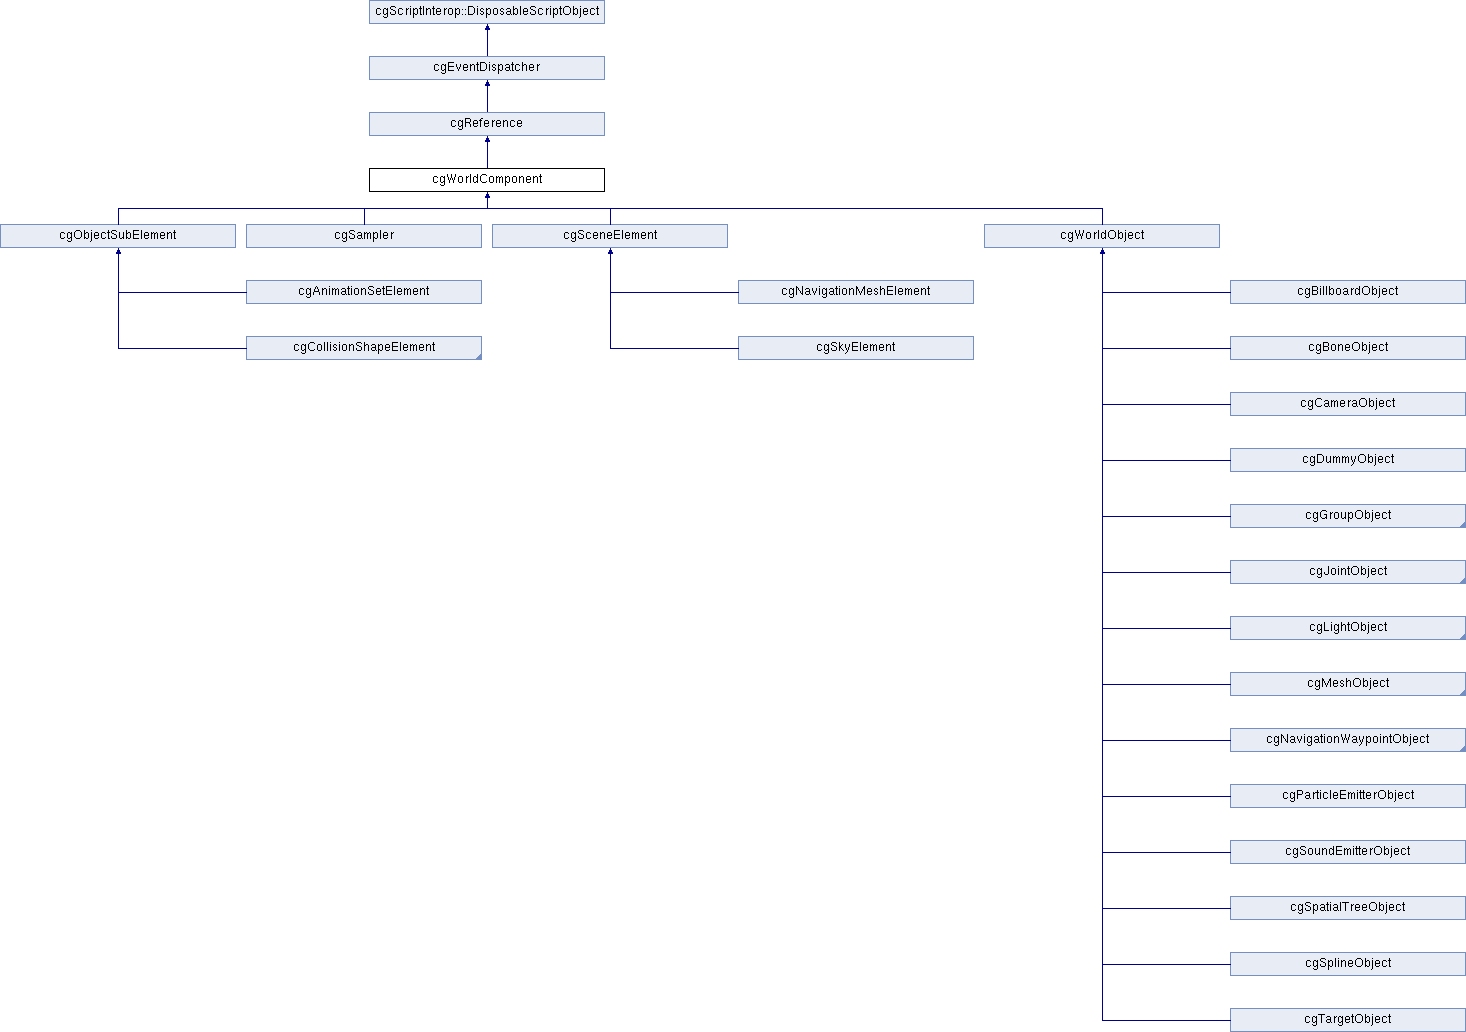 cgScriptInterop::DisposableScriptObject
cgEventDispatcher
cgReference
cgWorldComponent
cgObjectSubElement
cgSampler
cgSceneElement
cgWorldObject
cgAnimationSetElement
cgNavigationMeshElement
cgBillboardObject
cgCollisionShapeElement
cgSkyElement
cgBoneObject
cgCameraObject
cgDummyObject
cgGroupObject
cgJointObject
cgLightObject
cgMeshObject
cgNavigationWaypointObject
cgParticleEmitterObject
cgSoundEmitterObject
cgSpatialTreeObject
cgSplineObject
cgTargetObject